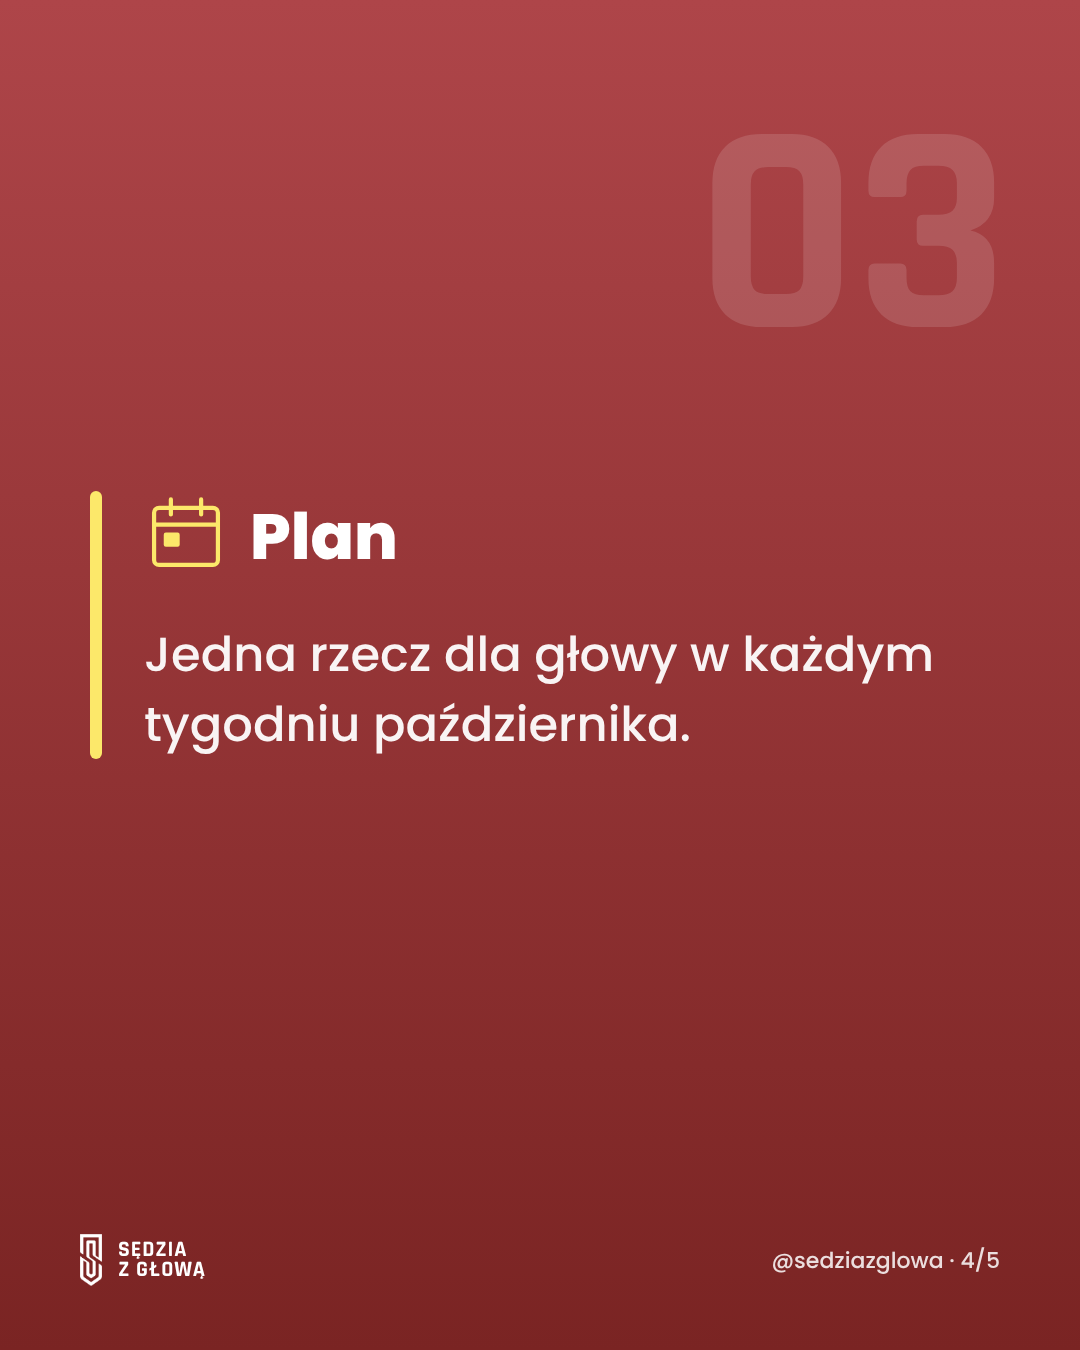 03
Plan
Jedna rzecz dla głowy w każdym
tygodniu października.
SĘDZIA
Z GŁOWĄ
@sedziazglowa · 4/5